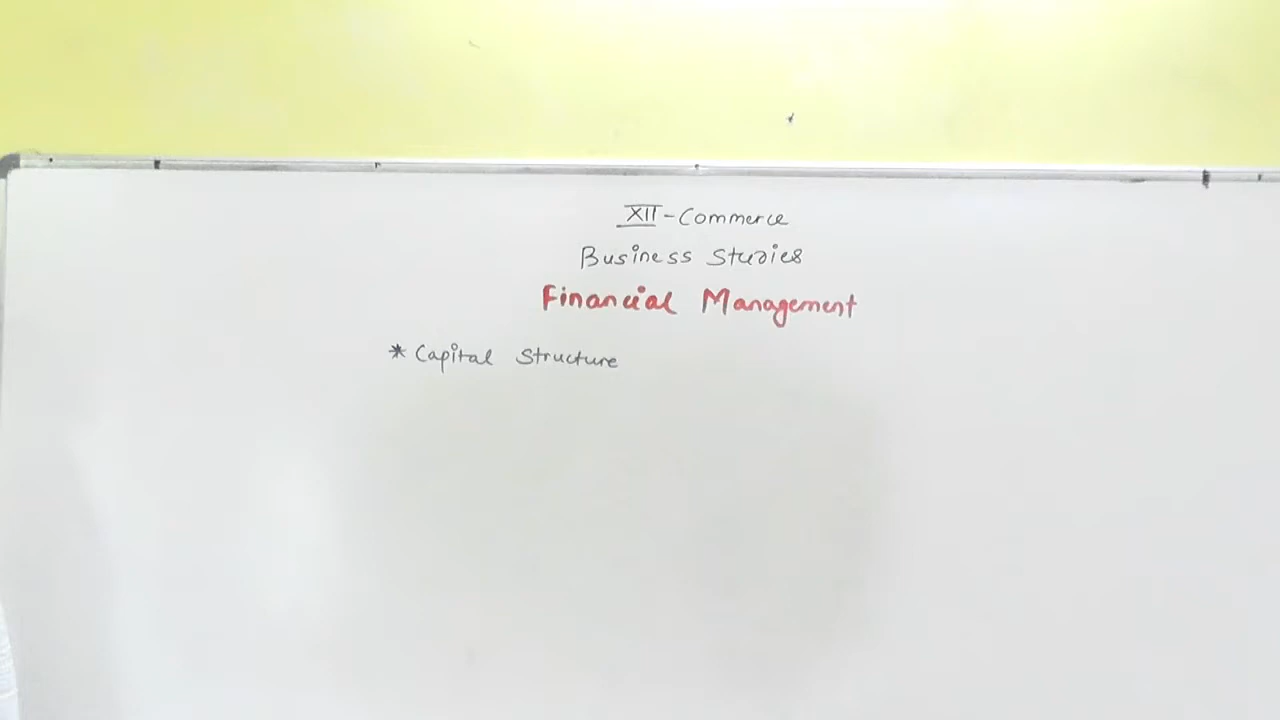 XII - Commerce
Business Studies
Financial Management
* Capital Structure